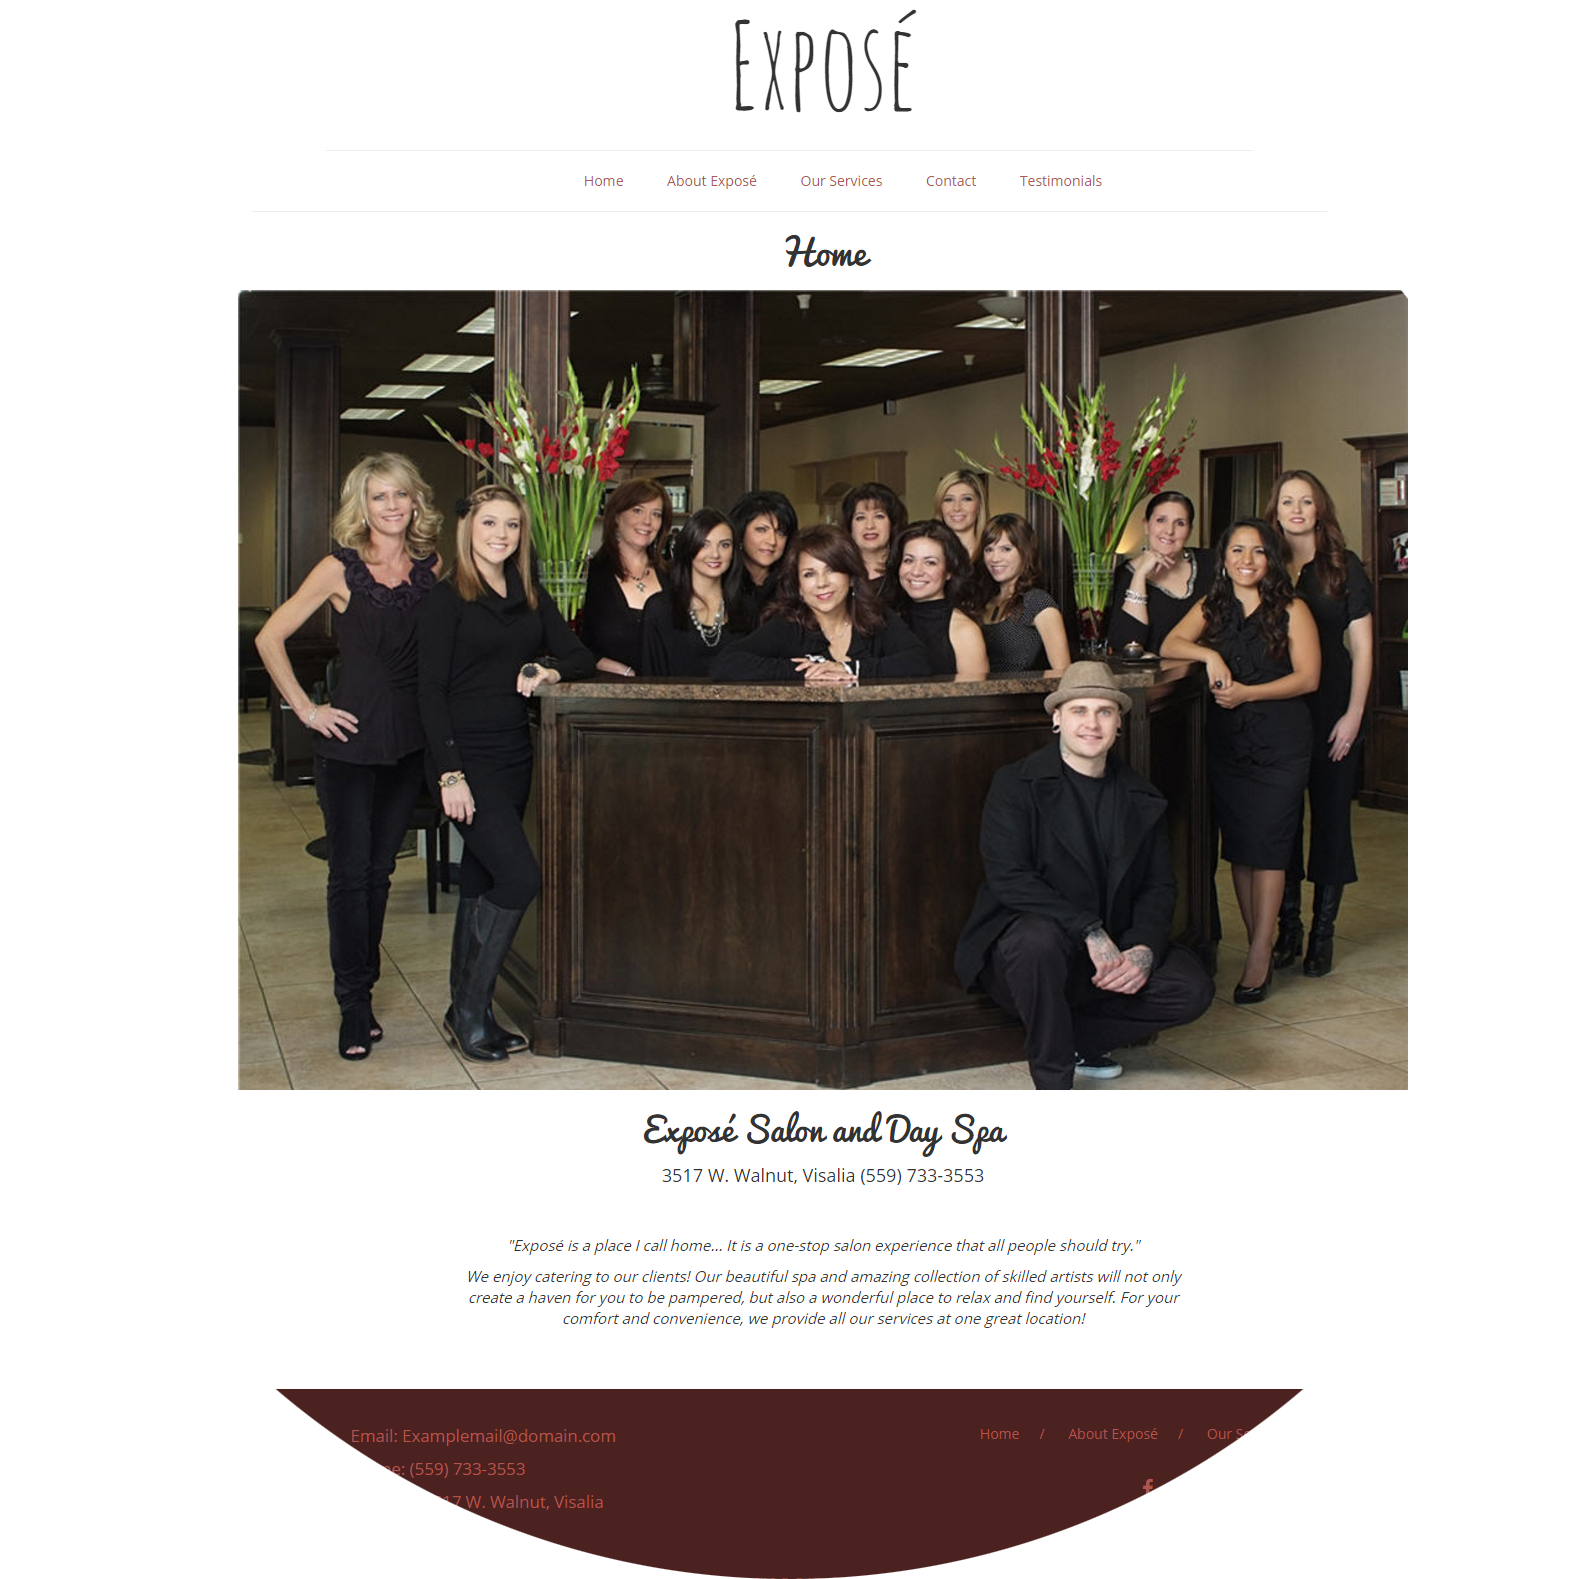 Exposé
Home About Exposé Our Services Contact Testimonials
Home
Exposé Salon and Day Spa
3517 W. Walnut, Visalia (559) 733-3553
"Exposé is a place I call home... It is a one-stop salon experience that all people should try."
We enjoy catering to our clients! Our beautiful spa and amazing collection of skilled artists will not only
create a haven for you to be pampered, but also a wonderful place to relax and find yourself. For your
comfort and convenience, we provide all our services at one great location!
Email: Examplemail@domain.com
Home / About Exposé / Our
(559) 733-3553
W. Walnut, Visalia